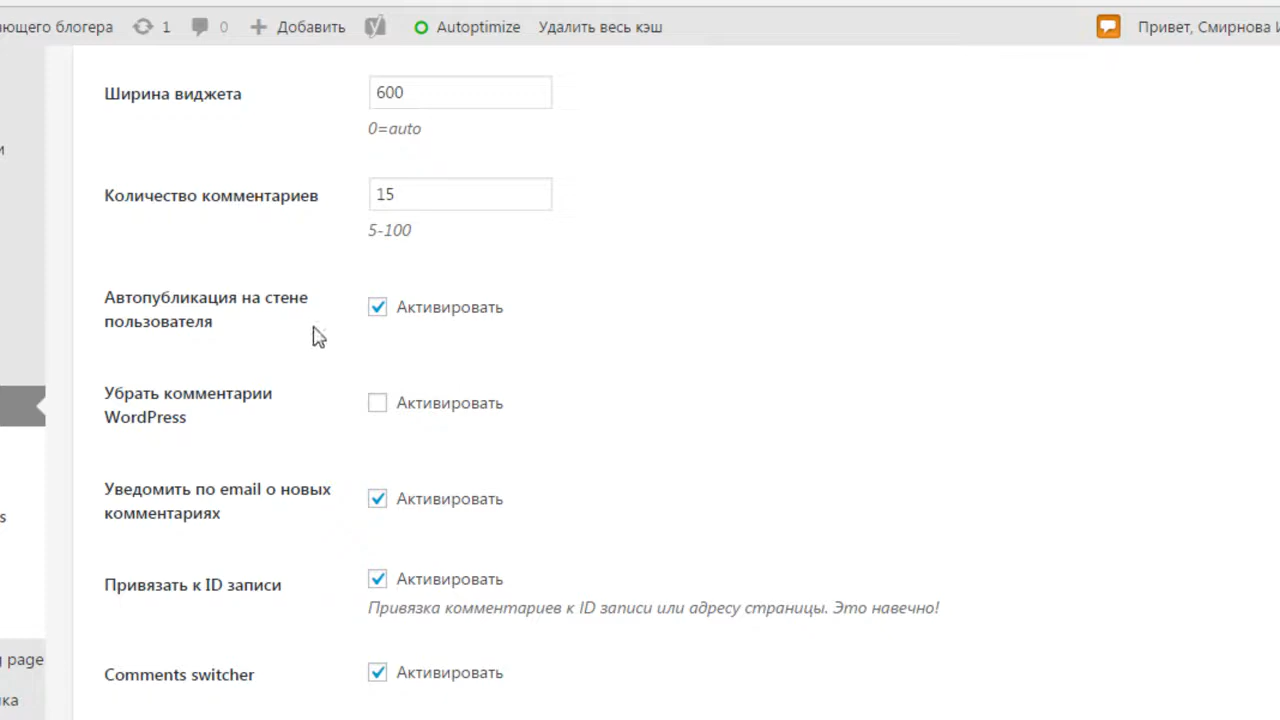 ющего блогера 1 0 Добавить Autoptimize Удалить весь кэш Привет, Смирнова И
Ширина виджета 600
0=auto
и
Количество комментариев 15
5-100
Автопубликация на стене
пользователя
Активировать
Убрать комментарии
WordPress
Активировать
Уведомить по email о новых
комментариях
Активировать
s
Привязать к ID записи Активировать
Привязка комментариев к ID записи или адресу страницы. Это навечно!
g page
Comments switcher Активировать
ка